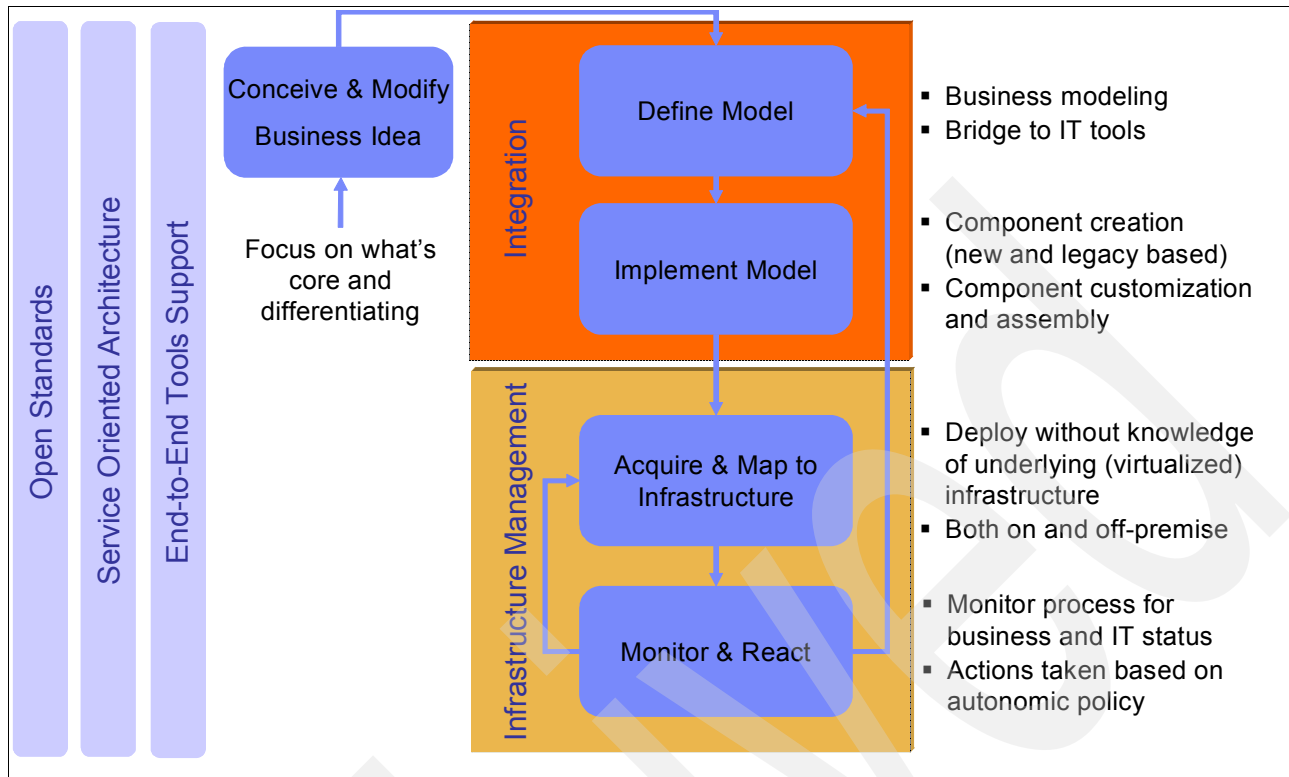 Open Standards
Service Oriented Architecture
End-to-End Tools Support
Conceive & Modify
Business Idea
Focus on what's
core and
differentiating
Integration
Define Model
Implement Model
Infrastructure Management
Acquire & Map to
Infrastructure
Monitor & React
▪ Business modeling
▪ Bridge to IT tools
▪ Component creation
(new and legacy based)
▪ Component customization
and assembly
▪ Deploy without knowledge
of underlying (virtualized)
infrastructure
▪ Both on and off-premise
▪ Monitor process for
business and IT status
▪ Actions taken based on
autonomic policy